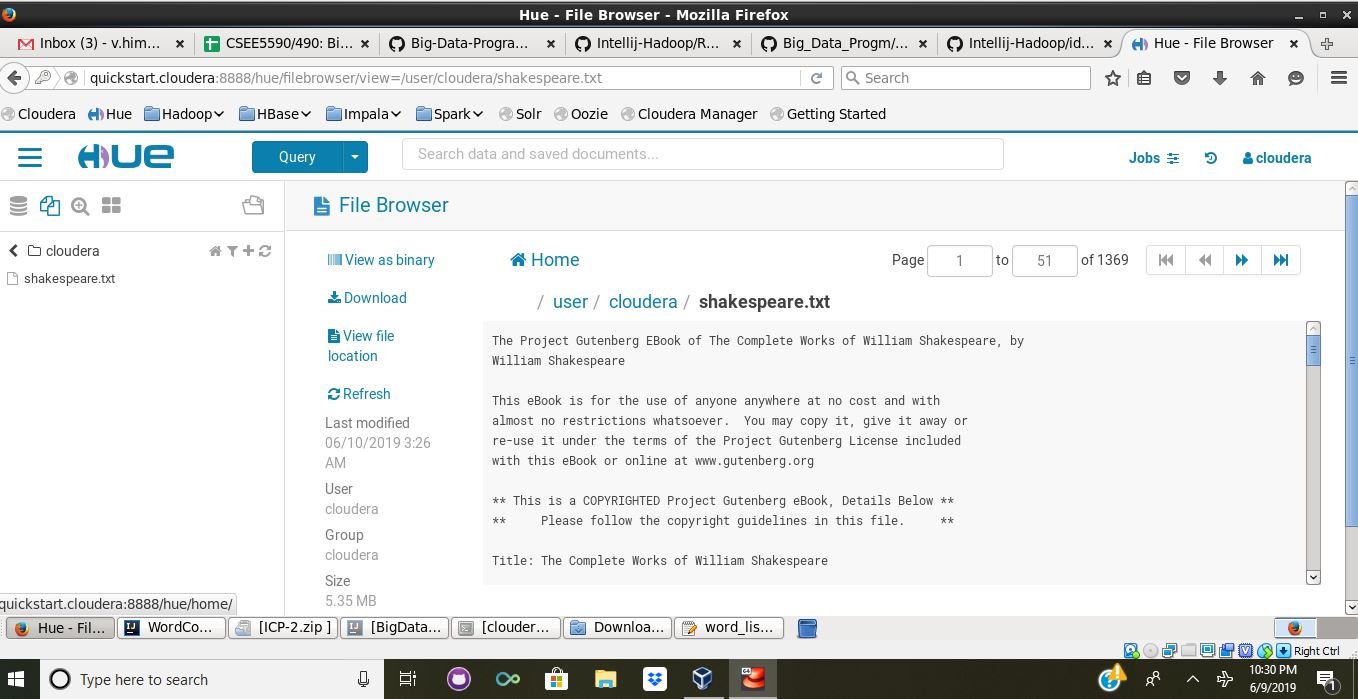 Hue - File Browser - Mozilla Firefox
Inbox (3) - v.him... × CSEE5590/490: Bi... × Big-Data-Progra... × Intellij-Hadoop/R... × Big_Data_Progm/... × Intellij-Hadoop/id... × Hue - File Browser ×
quickstart.cloudera:8888/hue/filebrowser/view=/user/cloudera/shakespeare.txt Search
Cloudera Hue Hadoop HBase Impala Spark Solr Oozie Cloudera Manager Getting Started
HUE Query Search data and saved documents... Jobs cloudera
File Browser
cloudera
shakespeare.txt
View as binary
Download
View file
location
Refresh
Last modified
06/10/2019 3:26
AM
User
cloudera
Group
cloudera
Size
5.35 MB
Home Page 1 to 51 of 1369
/ user / cloudera / shakespeare.txt
The Project Gutenberg EBook of The Complete Works of William Shakespeare, by
William Shakespeare
This eBook is for the use of anyone anywhere at no cost and with
almost no restrictions whatsoever.  You may copy it, give it away or
re-use it under the terms of the Project Gutenberg License included
with this eBook or online at www.gutenberg.org
** This is a COPYRIGHTED Project Gutenberg eBook, Details Below **
**     Please follow the copyright guidelines in this file.     **
Title: The Complete Works of William Shakespeare
quickstart.cloudera:8888/hue/home/
Hue - Fil... WordCo... [ICP-2.zip ] [BigData... [clouder... Downloa... word_lis...
Right Ctrl
Type here to search
10:30 PM
6/9/2019
1